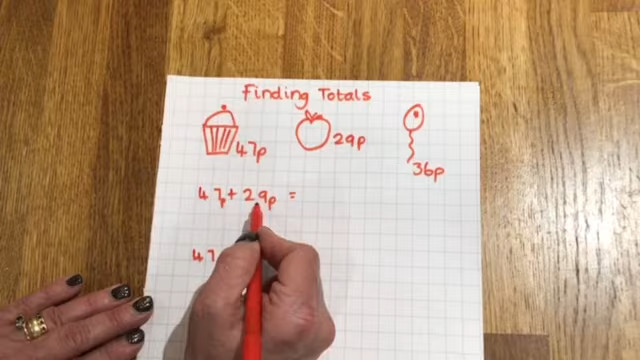 Finding Totals
47p
29p
36p
47p + 29p =
47